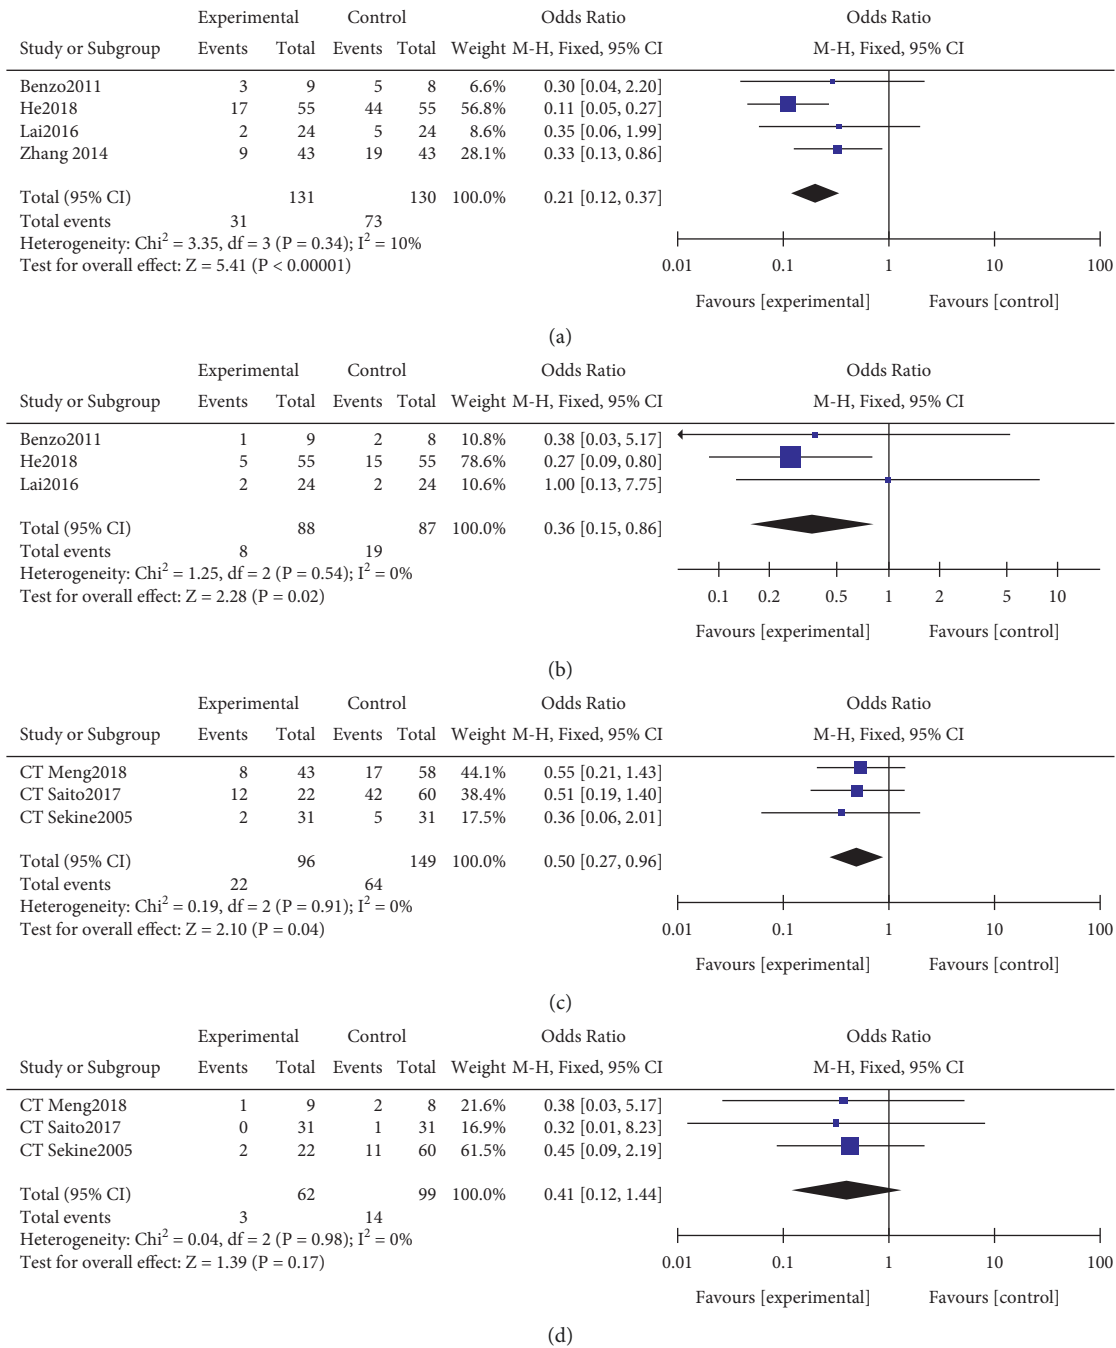 Experimental Control Odds Ratio Odds Ratio
Study or Subgroup Events Total Events Total Weight M-H, Fixed, 95% CI M-H, Fixed, 95% CI
Benzo2011 3 9 5 8 6.6% 0.30 [0.04, 2.20]
He2018 17 55 44 55 56.8% 0.11 [0.05, 0.27]
Lai2016 2 24 5 24 8.6% 0.35 [0.06, 1.99]
Zhang 2014 9 43 19 43 28.1% 0.33 [0.13, 0.86]
Total (95% CI) 131 130 100.0% 0.21 [0.12, 0.37]
Total events 31 73
Heterogeneity: Chi² = 3.35, df = 3 (P = 0.34); I² = 10%
Test for overall effect: Z = 5.41 (P < 0.00001)
0.01 0.1 1 10 100
Favours [experimental] Favours [control]
(a)
Experimental Control Odds Ratio Odds Ratio
Study or Subgroup Events Total Events Total Weight M-H, Fixed, 95% CI M-H, Fixed, 95% CI
Benzo2011 1 9 2 8 10.8% 0.38 [0.03, 5.17]
He2018 5 55 15 55 78.6% 0.27 [0.09, 0.80]
Lai2016 2 24 2 24 10.6% 1.00 [0.13, 7.75]
Total (95% CI) 88 87 100.0% 0.36 [0.15, 0.86]
Total events 8 19
Heterogeneity: Chi² = 1.25, df = 2 (P = 0.54); I² = 0%
Test for overall effect: Z = 2.28 (P = 0.02)
0.1 0.2 0.5 1 2 5 10
Favours [experimental] Favours [control]
(b)
Experimental Control Odds Ratio Odds Ratio
Study or Subgroup Events Total Events Total Weight M-H, Fixed, 95% CI M-H, Fixed, 95% CI
CT Meng2018 8 43 17 58 44.1% 0.55 [0.21, 1.43]
CT Saito2017 12 22 42 60 38.4% 0.51 [0.19, 1.40]
CT Sekine2005 2 31 5 31 17.5% 0.36 [0.06, 2.01]
Total (95% CI) 96 149 100.0% 0.50 [0.27, 0.96]
Total events 22 64
Heterogeneity: Chi² = 0.19, df = 2 (P = 0.91); I² = 0%
Test for overall effect: Z = 2.10 (P = 0.04)
0.01 0.1 1 10 100
Favours [experimental] Favours [control]
(c)
Experimental Control Odds Ratio Odds Ratio
Study or Subgroup Events Total Events Total Weight M-H, Fixed, 95% CI M-H, Fixed, 95% CI
CT Meng2018 1 9 2 8 21.6% 0.38 [0.03, 5.17]
CT Saito2017 0 31 1 31 16.9% 0.32 [0.01, 8.23]
CT Sekine2005 2 22 11 60 61.5% 0.45 [0.09, 2.19]
Total (95% CI) 62 99 100.0% 0.41 [0.12, 1.44]
Total events 3 14
Heterogeneity: Chi² = 0.04, df = 2 (P = 0.98); I² = 0%
Test for overall effect: Z = 1.39 (P = 0.17)
0.01 0.1 1 10 100
Favours [experimental] Favours [control]
(d)